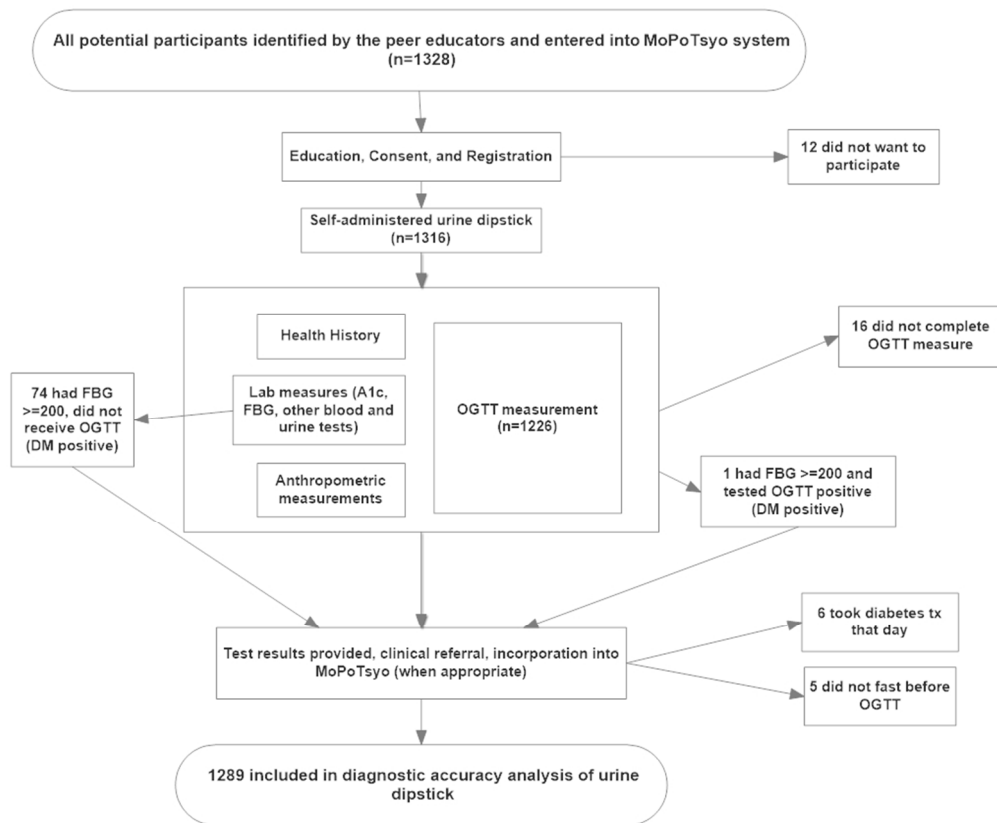 All potential participants identified by the peer educators and entered into MoPoTsyo system
(n=1328)
Education, Consent, and Registration
12 did not want to
participate
Self-administered urine dipstick
(n=1316)
Health History
16 did not complete
OGTT measure
74 had FBG
>=200, did not
receive OGTT
(DM positive)
Lab measures (A1c,
FBG, other blood and
urine tests)
OGTT measurement
(n=1226)
Anthropometric
measurements
1 had FBG >=200 and
tested OGTT positive
(DM positive)
6 took diabetes tx
that day
Test results provided, clinical referral, incorporation into
MoPoTsyo (when appropriate)
5 did not fast before
OGTT
1289 included in diagnostic accuracy analysis of urine
dipstick